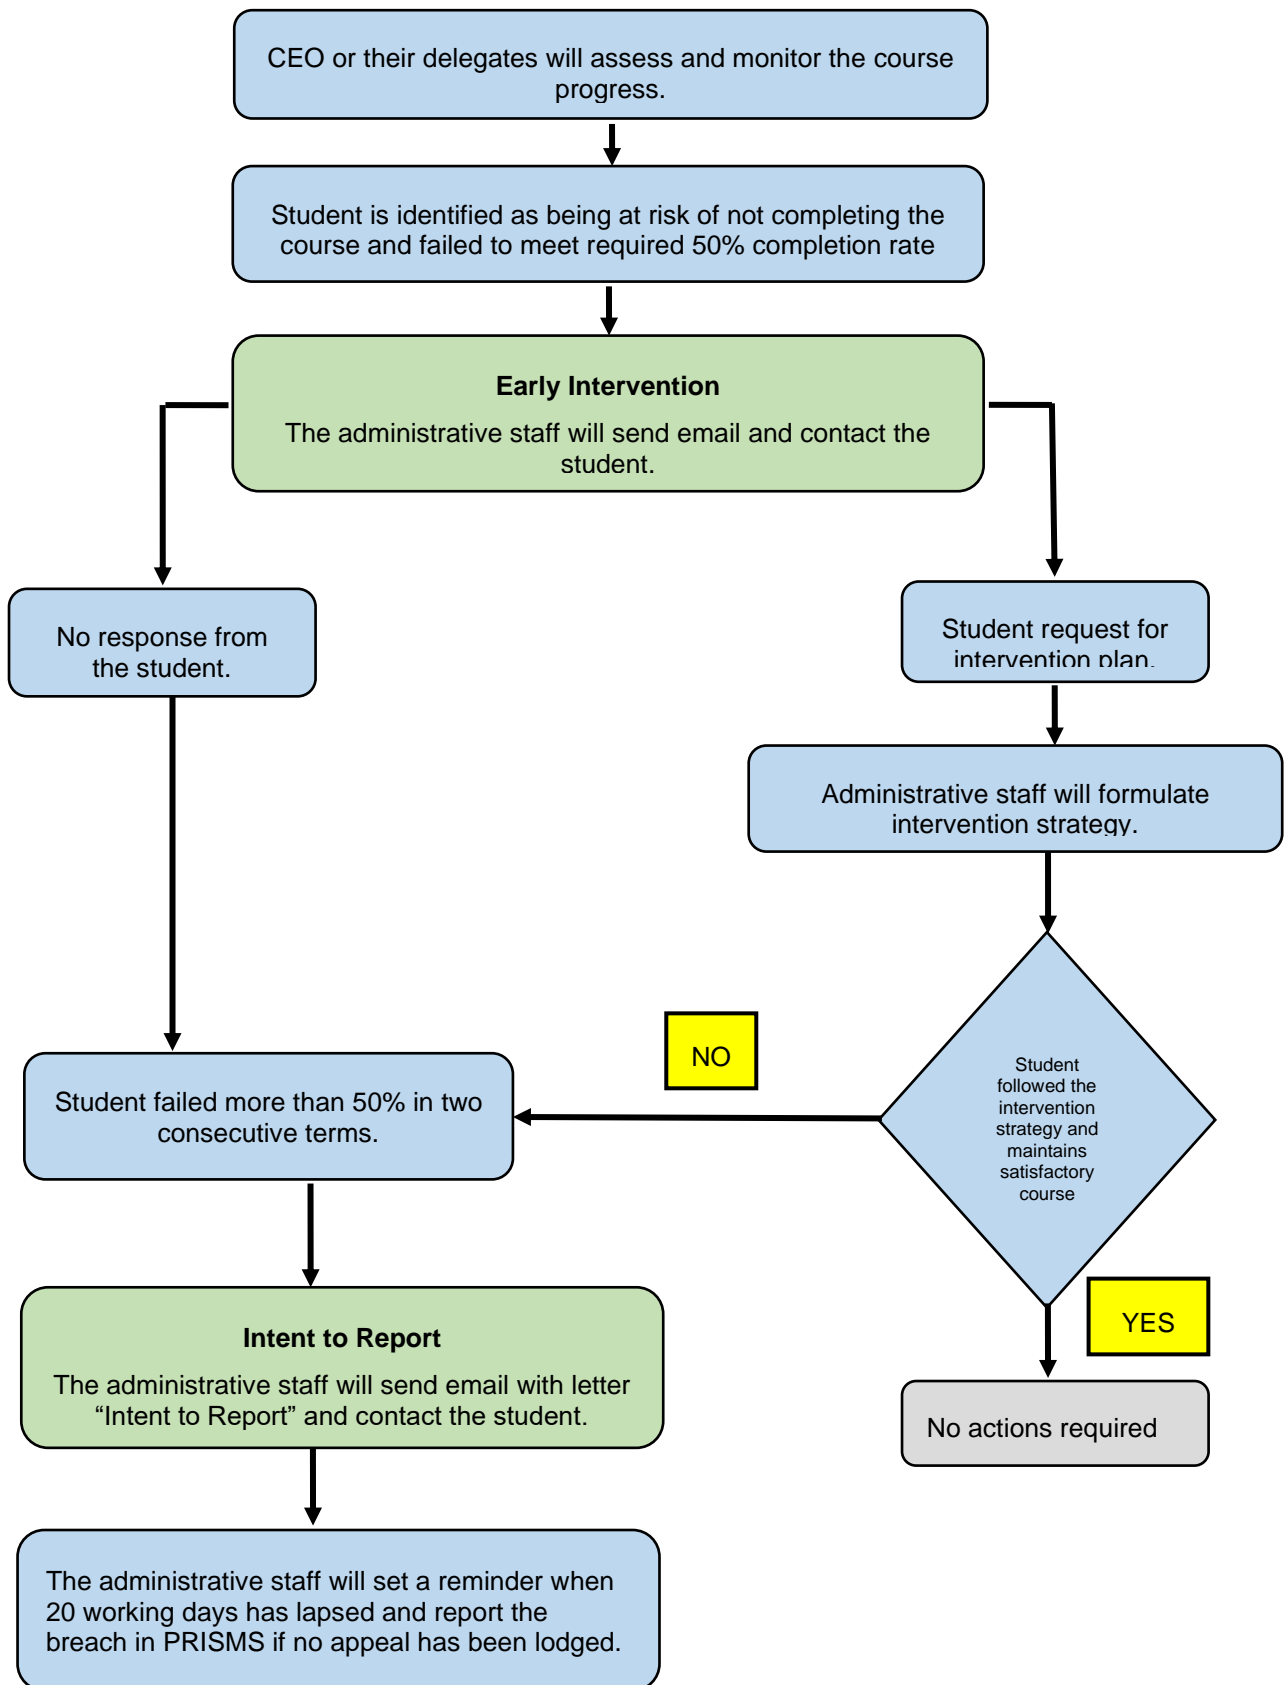 CEO or their delegates will assess and monitor the course
progress.
Student is identified as being at risk of not completing the
course and failed to meet required 50% completion rate
Early Intervention
The administrative staff will send email and contact the
student.
No response from
the student.
Student request for
intervention plan.
Administrative staff will formulate
intervention strategy.
Student
followed the
intervention
strategy and
maintains
satisfactory
course
NO
Student failed more than 50% in two
consecutive terms.
YES
Intent to Report
The administrative staff will send email with letter
“Intent to Report” and contact the student.
No actions required
The administrative staff will set a reminder when
20 working days has lapsed and report the
breach in PRISMS if no appeal has been lodged.